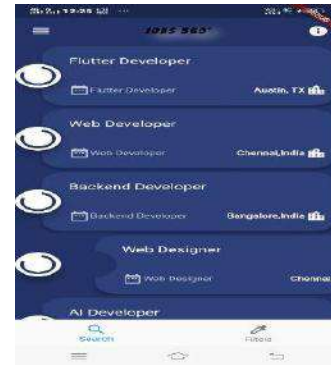 JOBS 360°
Flutter Developer
Flutter Developer Austin, TX
Web Developer
Web Developer Chennai,India
Backend Developer
Backend Developer Bangalore,India
Web Designer
Web Designer Chennai
AI Developer
Search Filters